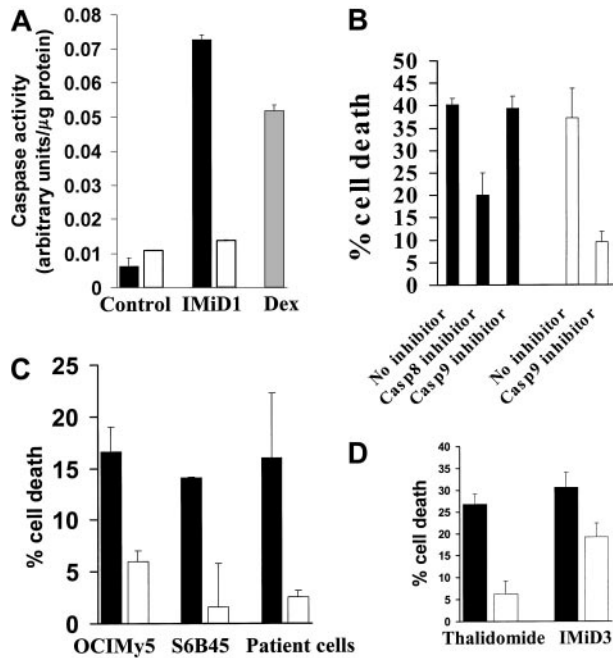 A
Caspase activity
(arbitrary units/µg protein)
0.08
0.07
0.06
0.05
0.04
0.03
0.02
0.01
0
Control IMiD1 Dex
B
% cell death
50
45
40
35
30
25
20
15
10
5
0
No inhibitor
Casp8 inhibitor
Casp9 inhibitor
No inhibitor
Casp9 inhibitor
C
% cell death
25
20
15
10
5
0
OCIMy5 S6B45 Patient cells
D
% cell death
40
35
30
25
20
15
10
5
0
Thalidomide IMiD3